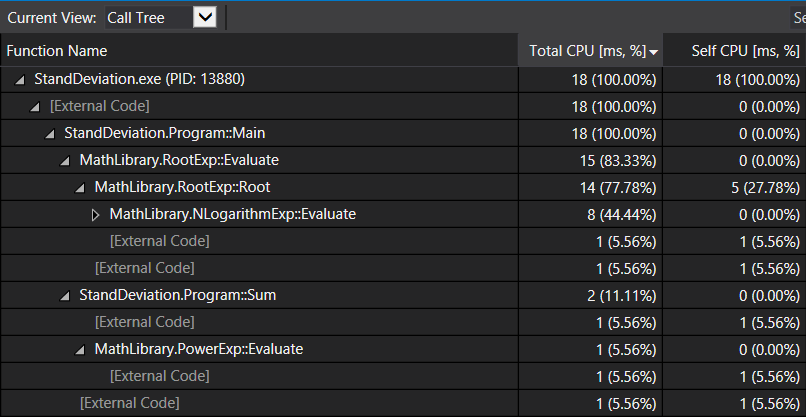 Current View: Call Tree Se
Function Name Total CPU [ms, %] Self CPU [ms, %]
StandDeviation.exe (PID: 13880) 18 (100.00%) 18 (100.00%)
[External Code] 18 (100.00%) 0 (0.00%)
StandDeviation.Program::Main 18 (100.00%) 0 (0.00%)
MathLibrary.RootExp::Evaluate 15 (83.33%) 0 (0.00%)
MathLibrary.RootExp::Root 14 (77.78%) 5 (27.78%)
MathLibrary.NLogarithmExp::Evaluate 8 (44.44%) 0 (0.00%)
[External Code] 1 (5.56%) 1 (5.56%)
[External Code] 1 (5.56%) 1 (5.56%)
StandDeviation.Program::Sum 2 (11.11%) 0 (0.00%)
[External Code] 1 (5.56%) 1 (5.56%)
MathLibrary.PowerExp::Evaluate 1 (5.56%) 0 (0.00%)
[External Code] 1 (5.56%) 1 (5.56%)
[External Code] 1 (5.56%) 1 (5.56%)